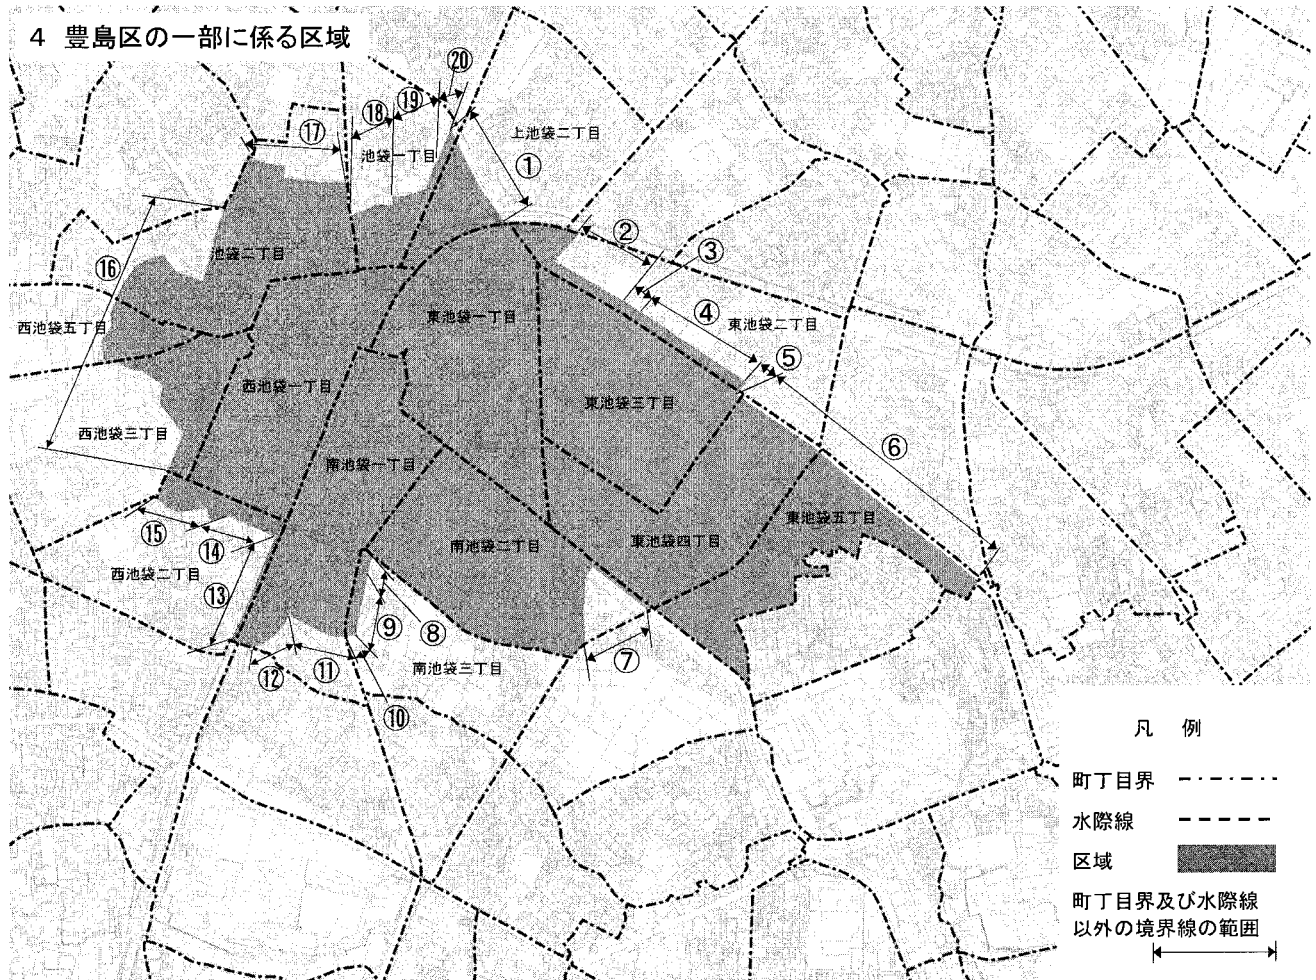 4 豊島区の一部に係る区域
⑳
⑲
⑱
⑰
池袋一丁目
上池袋二丁目
①
②
③
⑯
池袋二丁目
④
西池袋五丁目
東池袋一丁目
東池袋二丁目
⑤
西池袋一丁目
東池袋三丁目
西池袋三丁目
⑥
南池袋一丁目
東池袋五丁目
⑮
⑭
南池袋二丁目
東池袋四丁目
西池袋二丁目
⑬
⑨
⑧
⑦
⑫
⑪
南池袋三丁目
⑩
凡 例
町丁目界
水際線
区域
町丁目界及び水際線
以外の境界線の範囲